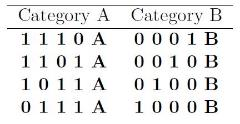 Category A Category B
1 1 1 0 A 0 0 0 1 B
1 1 0 1 A 0 0 1 0 B
1 0 1 1 A 0 1 0 0 B
0 1 1 1 A 1 0 0 0 B